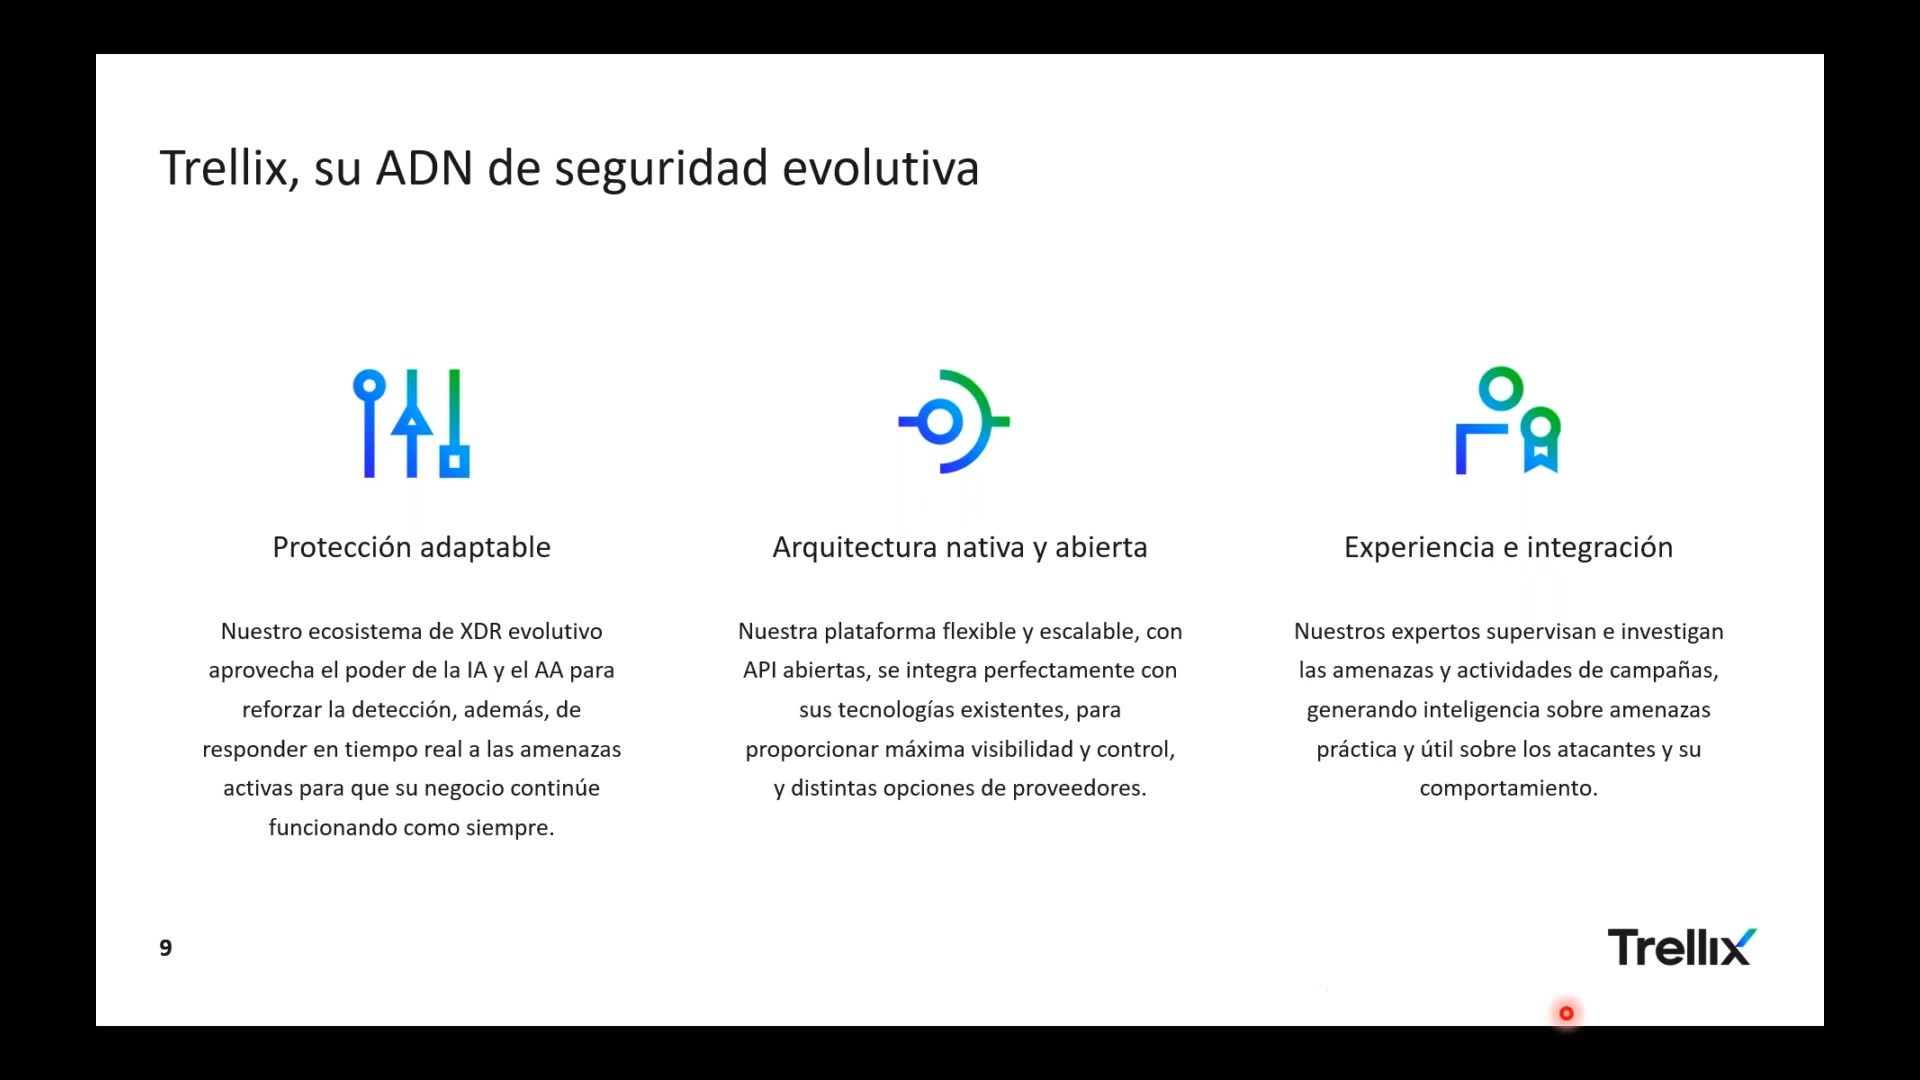 Trellix, su ADN de seguridad evolutiva
Protección adaptable
Nuestro ecosistema de XDR evolutivo
aprovecha el poder de la IA y el AA para
reforzar la detección, además, de
responder en tiempo real a las amenazas
activas para que su negocio continúe
funcionando como siempre.
Arquitectura nativa y abierta
Nuestra plataforma flexible y escalable, con
API abiertas, se integra perfectamente con
sus tecnologías existentes, para
proporcionar máxima visibilidad y control,
y distintas opciones de proveedores.
Experiencia e integración
Nuestros expertos supervisan e investigan
las amenazas y actividades de campañas,
generando inteligencia sobre amenazas
práctica y útil sobre los atacantes y su
comportamiento.
9
Trellix